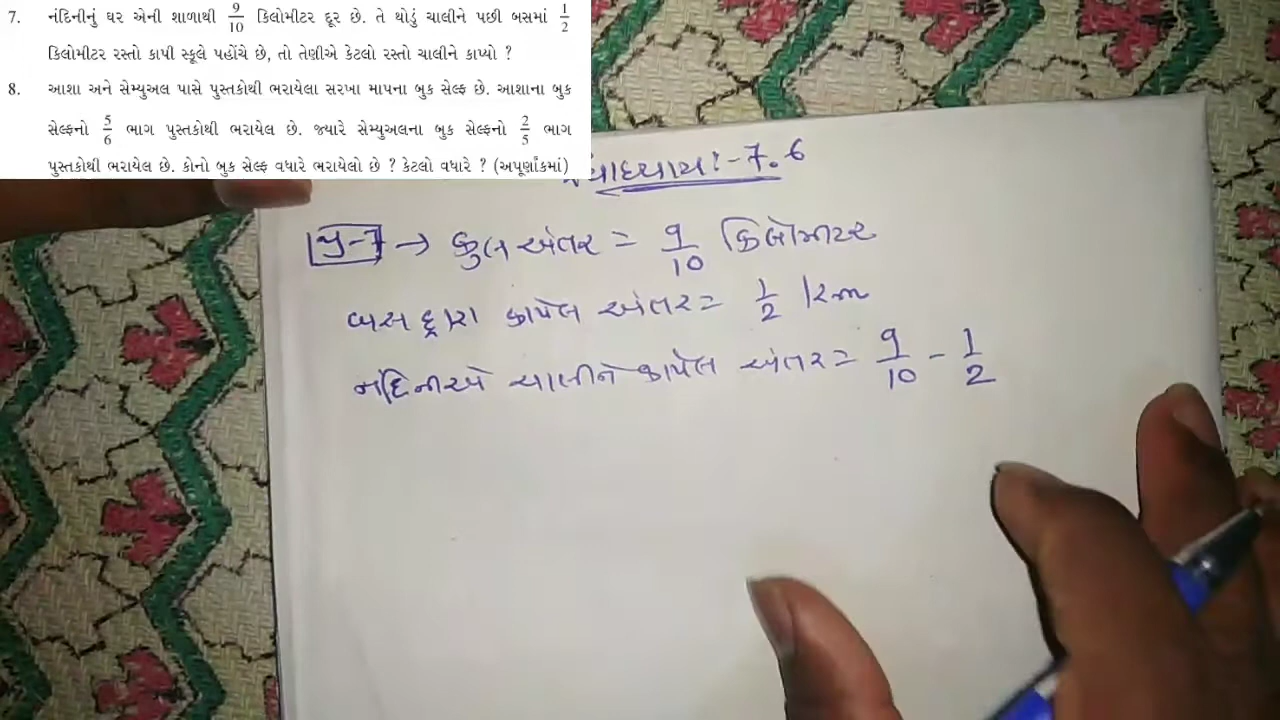 7. નંદિનીનું ઘર એની શાળાથી 9/10 કિલોમીટર દૂર છે. તે થોડું ચાલીને પછી બસમાં 1/2
કિલોમીટર રસ્તો કાપી સ્કૂલે પહોંચે છે, તો તેણીએ કેટલો રસ્તો ચાલીને કાપ્યો ?
8. આશા અને સેમ્યુઅલ પાસે પુસ્તકોથી ભરાયેલા સરખા માપના બુક સેલ્ફ છે. આશાના બુક
સેલ્ફનો 5/6 ભાગ પુસ્તકોથી ભરાયેલ છે. જ્યારે સેમ્યુઅલના બુક સેલ્ફનો 2/5 ભાગ
પુસ્તકોથી ભરાયેલ છે. કોનો બુક સેલ્ફ વધારે ભરાયેલો છે ? કેટલો વધારે ? (અપૂર્ણાંકમાં)
સ્વાધ્યાય :- 7.6
પ્ર-7 → કુલ અંતર = 9/10 કિલોમીટર
બસ દ્વારા કાપેલ અંતર = 1/2 km
નંદિનીએ ચાલીને કાપેલ અંતર = 9/10 - 1/2